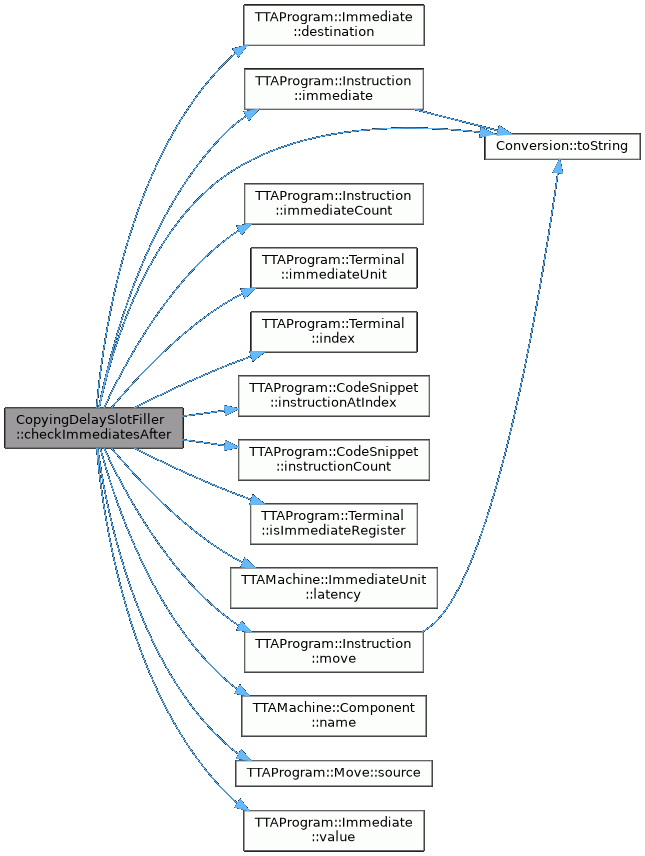 TTAProgram::Immediate
::destination
TTAProgram::Instruction
::immediate
Conversion::toString
TTAProgram::Instruction
::immediateCount
TTAProgram::Terminal
::immediateUnit
TTAProgram::Terminal
::index
TTAProgram::CodeSnippet
::instructionAtIndex
CopyingDelaySlotFiller
::checkImmediatesAfter
TTAProgram::CodeSnippet
::instructionCount
TTAProgram::Terminal
::isImmediateRegister
TTAMachine::ImmediateUnit
::latency
TTAProgram::Instruction
::move
TTAMachine::Component
::name
TTAProgram::Move::source
TTAProgram::Immediate
::value